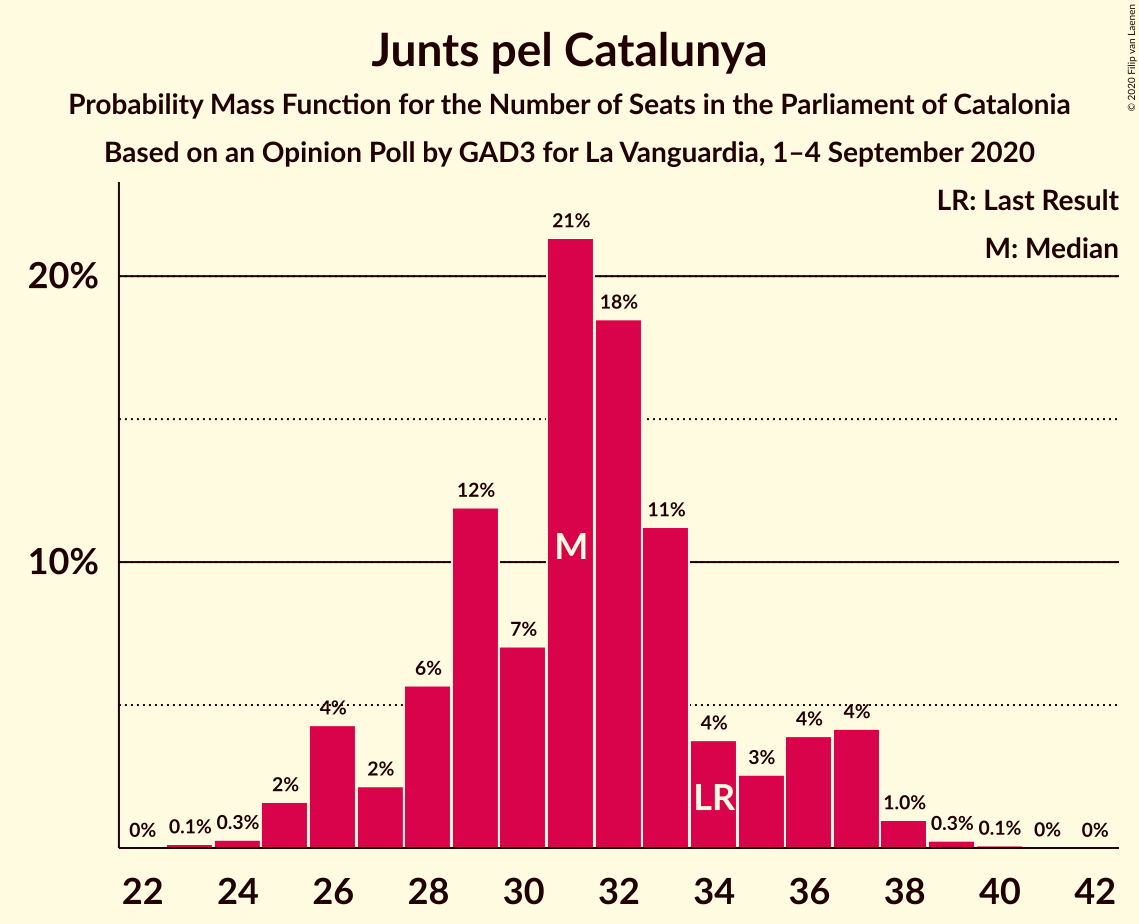 Junts pel Catalunya
Probability Mass Function for the Number of Seats in the Parliament of Catalonia
Based on an Opinion Poll by GAD3 for La Vanguardia, 1–4 September 2020
© 2020 Filip van Laenen
LR: Last Result
M: Median
20%
10%
0% 0.1% 0.3% 2% 4% 2% 6% 12% 7% 21% 18% 11% 4% 3% 4% 4% 1.0% 0.3% 0.1% 0% 0%
M
LR
22 24 26 28 30 32 34 36 38 40 42